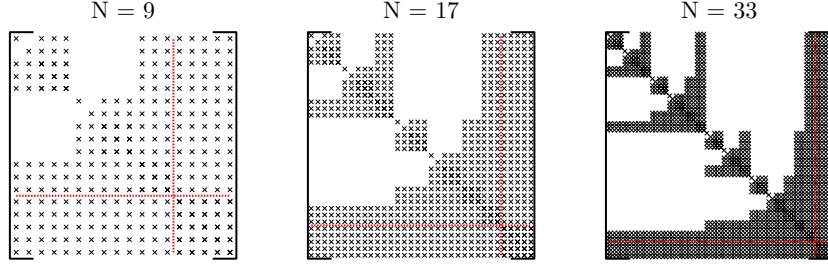 N = 9
N = 17
N = 33